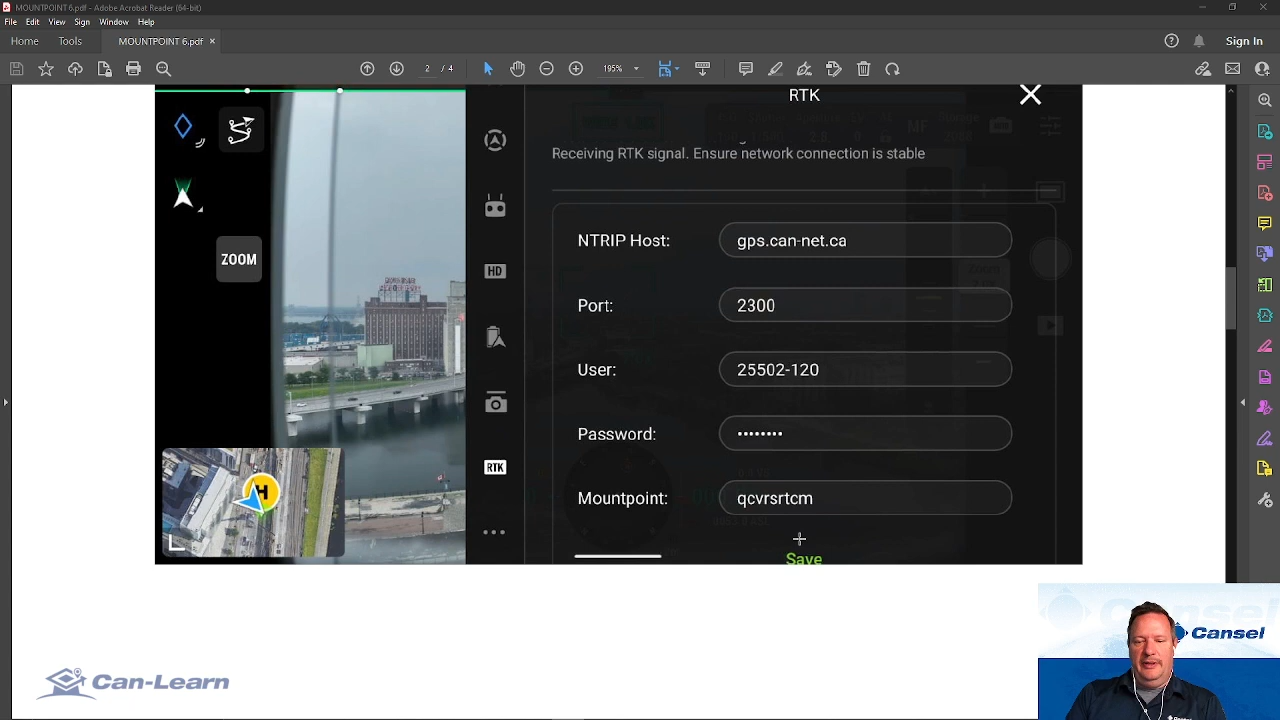 MOUNTPOINT 6.pdf - Adobe Acrobat Reader (64-bit)
File Edit View Sign Window Help
Home Tools MOUNTPOINT 6.pdf × Sign In
2 / 4 195%
RTK
MF
Receiving RTK signal. Ensure network connection is stable
ZOOM
NTRIP Host: gps.can-net.ca
HD
Port: 2300
User: 25502-120
Password: ••••••••
RTK
H
Mountpoint: qcvrsrtcm
Save
Cansel
Can-Learn